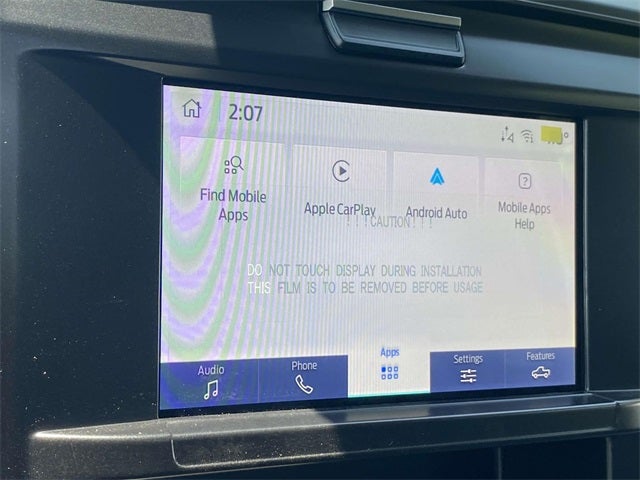 2:07
Find Mobile
Apps
Apple CarPlay
Android Auto
Mobile Apps
Help
!!!CAUTION!!!
DO NOT TOUCH DISPLAY DURING INSTALLATION
THIS FILM IS TO BE REMOVED BEFORE USAGE
Audio
Phone
Apps
Settings
Features